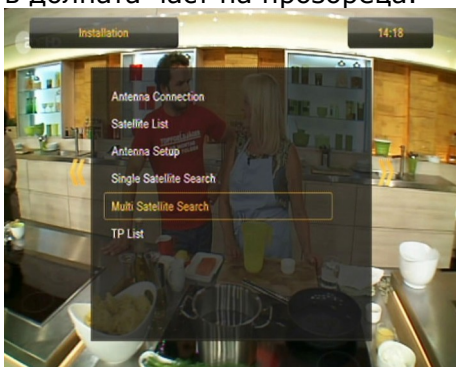 в долната част на прозореца.
Installation
14:18
Antenna Connection
Satellite List
Antenna Setup
Single Satellite Search
Multi Satellite Search
TP List